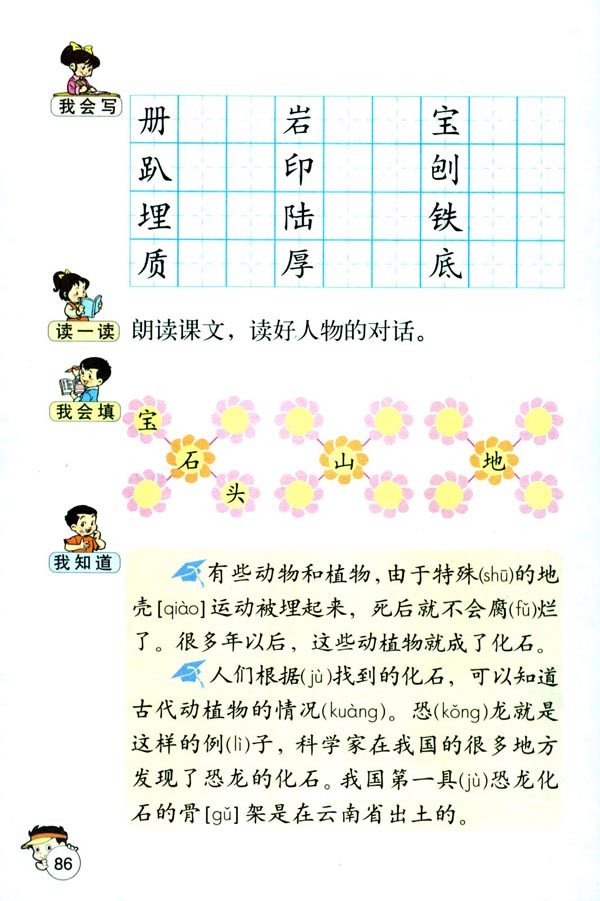 我会写
册 岩 宝
趴 印 刨
埋 陆 铁
质 厚 底
读一读
朗读课文，读好人物的对话。
我会填
宝
石 山 地
头
我知道
有些动物和植物，由于特殊(shū)的地
壳[qiào]运动被埋起来，死后就不会腐(fǔ)烂
了。很多年以后，这些动植物就成了化石。
人们根据(jù)找到的化石，可以知道
古代动植物的情况(kuàng)。恐(kǒng)龙就是
这样的例(lì)子，科学家在我国的很多地方
发现了恐龙的化石。我国第一具(jù)恐龙化
石的骨[gǔ]架是在云南省出土的。
86